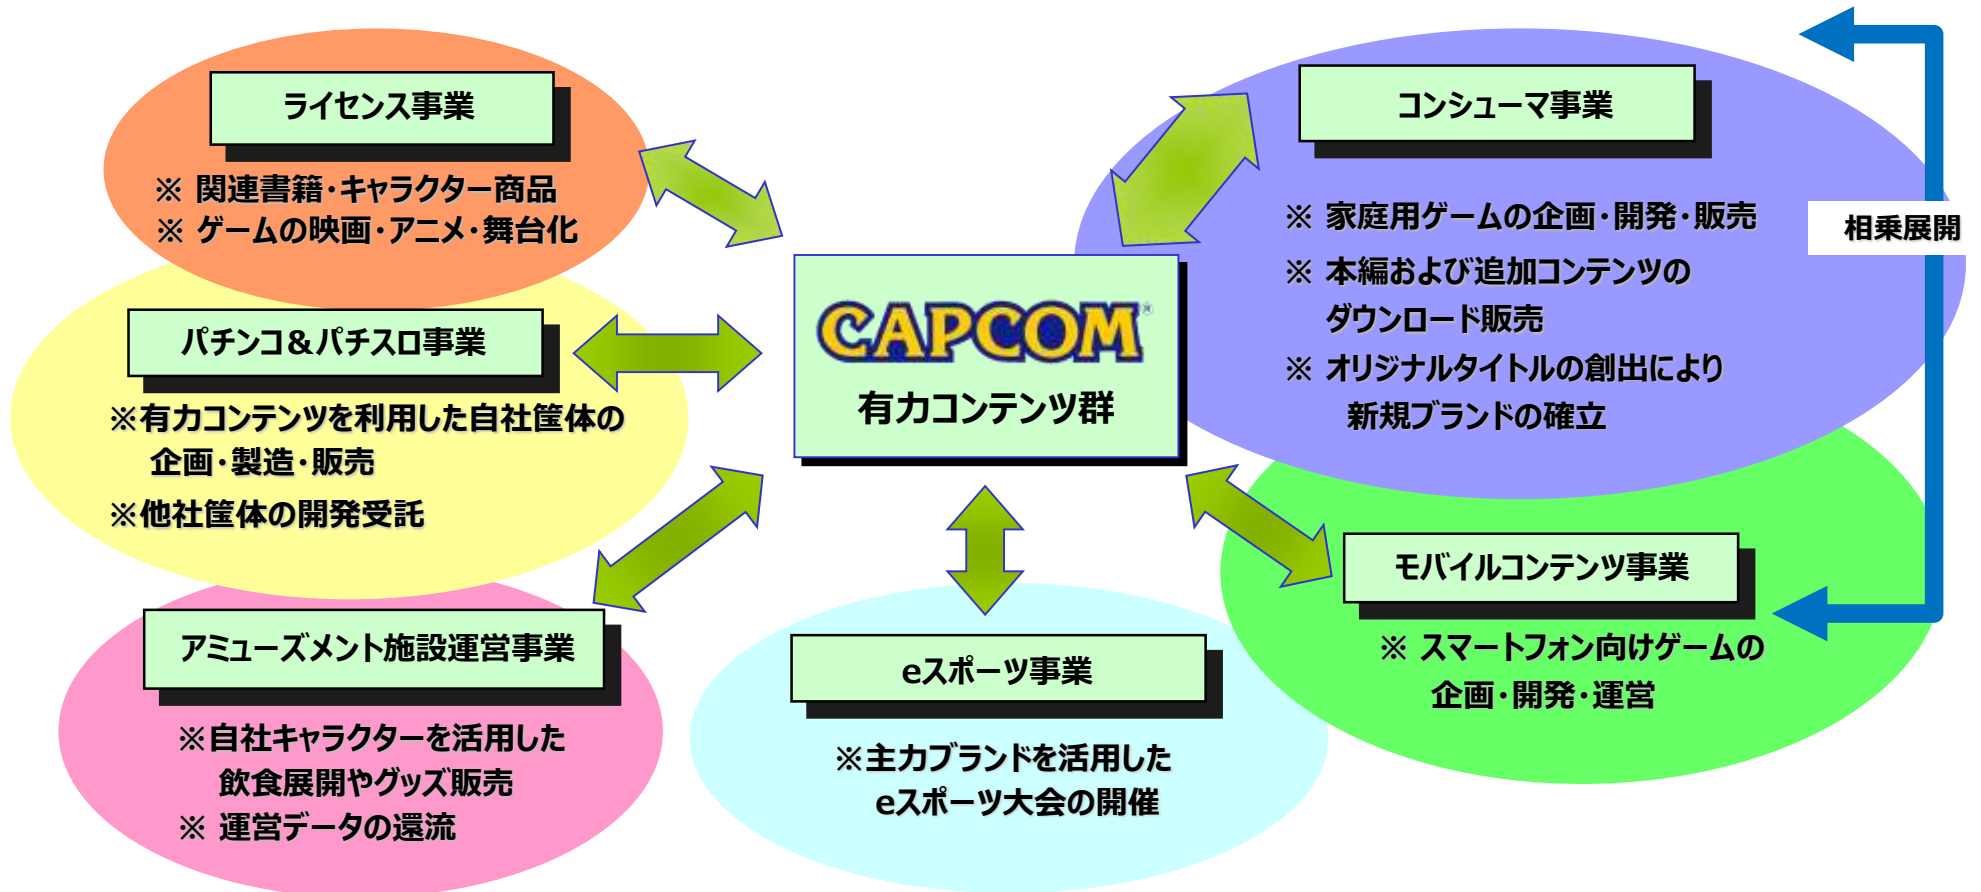 ライセンス事業
※ 関連書籍・キャラクター商品
※ ゲームの映画・アニメ・舞台化
パチンコ＆パチスロ事業
※有力コンテンツを利用した自社筐体の
企画・製造・販売
※他社筐体の開発受託
アミューズメント施設運営事業
※自社キャラクターを活用した
飲食展開やグッズ販売
※ 運営データの還流
CAPCOM®
有力コンテンツ群
eスポーツ事業
※主力ブランドを活用した
eスポーツ大会の開催
コンシューマ事業
※ 家庭用ゲームの企画・開発・販売
※ 本編および追加コンテンツの
ダウンロード販売
※ オリジナルタイトルの創出により
新規ブランドの確立
相乗展開
モバイルコンテンツ事業
※ スマートフォン向けゲームの
企画・開発・運営